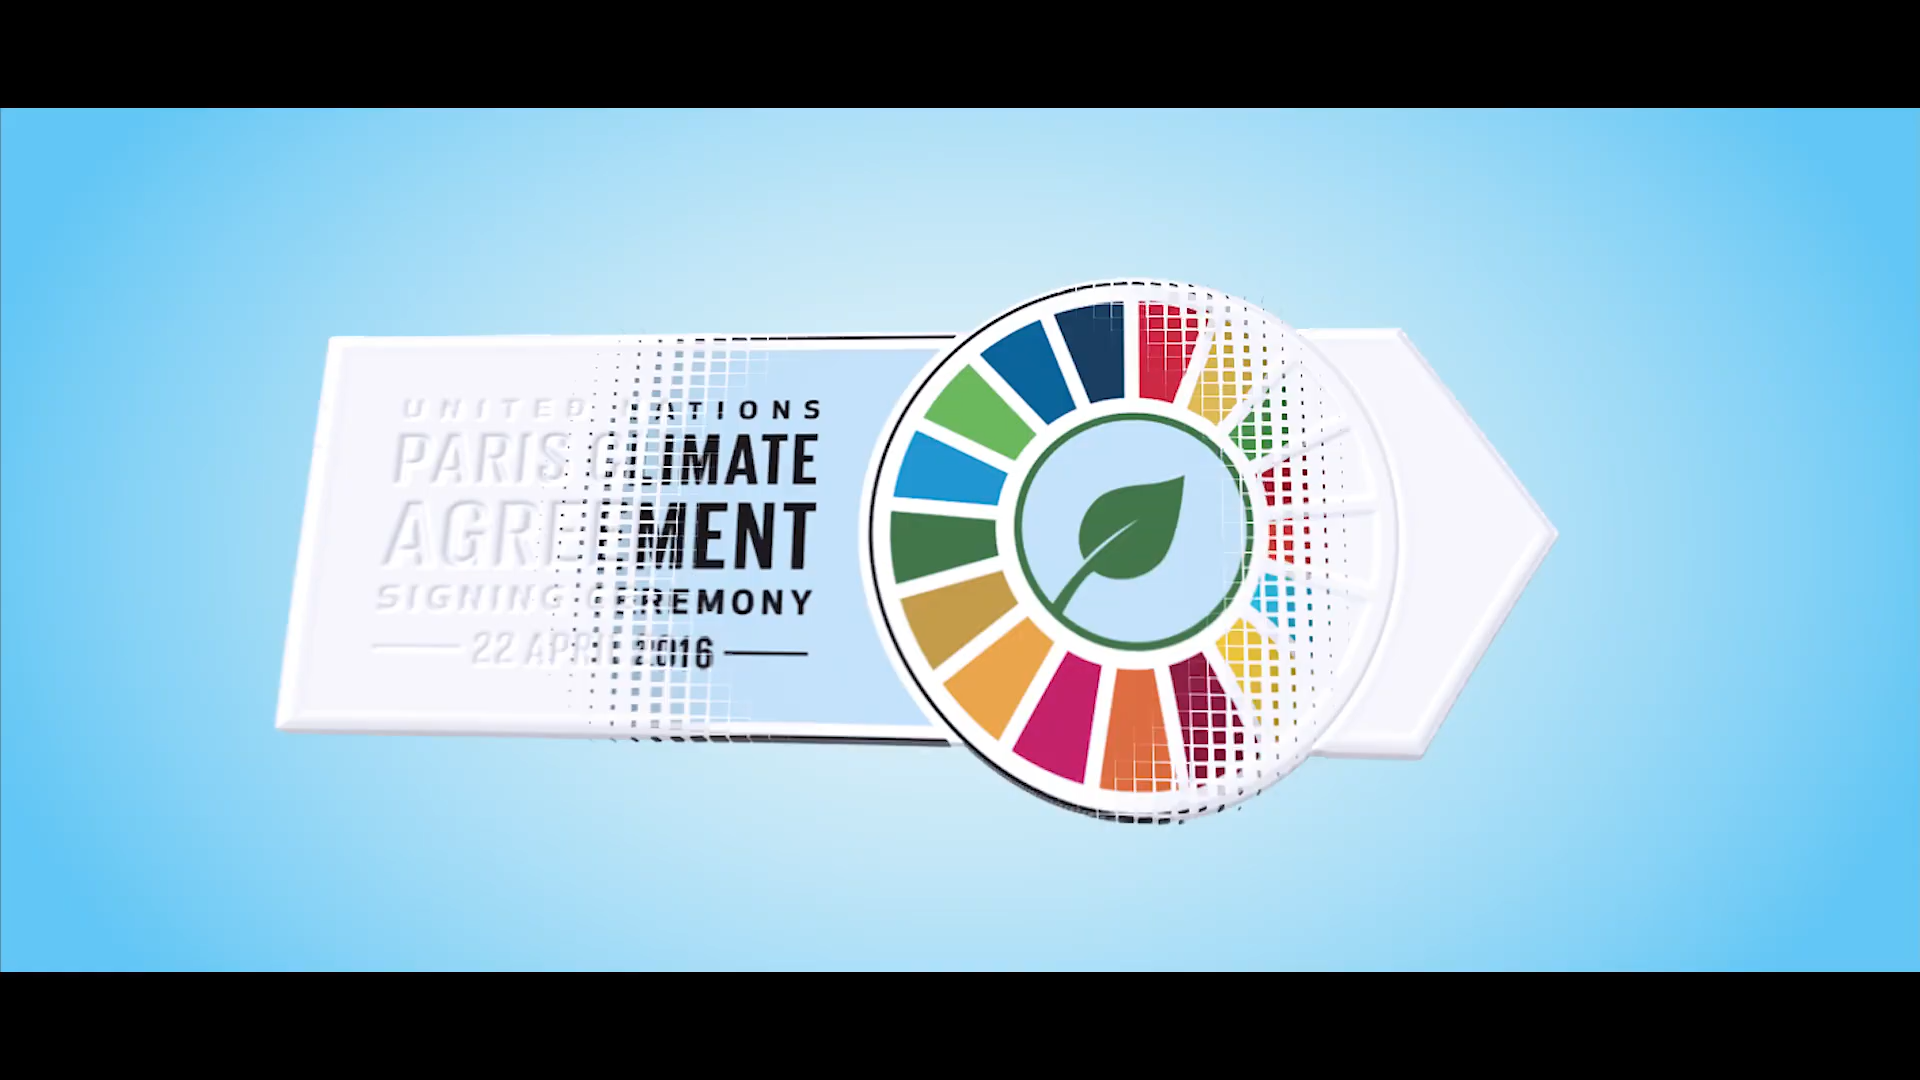 UNITED NATIONS
PARIS CLIMATE
AGREEMENT
SIGNING CEREMONY
22 APRIL 2016